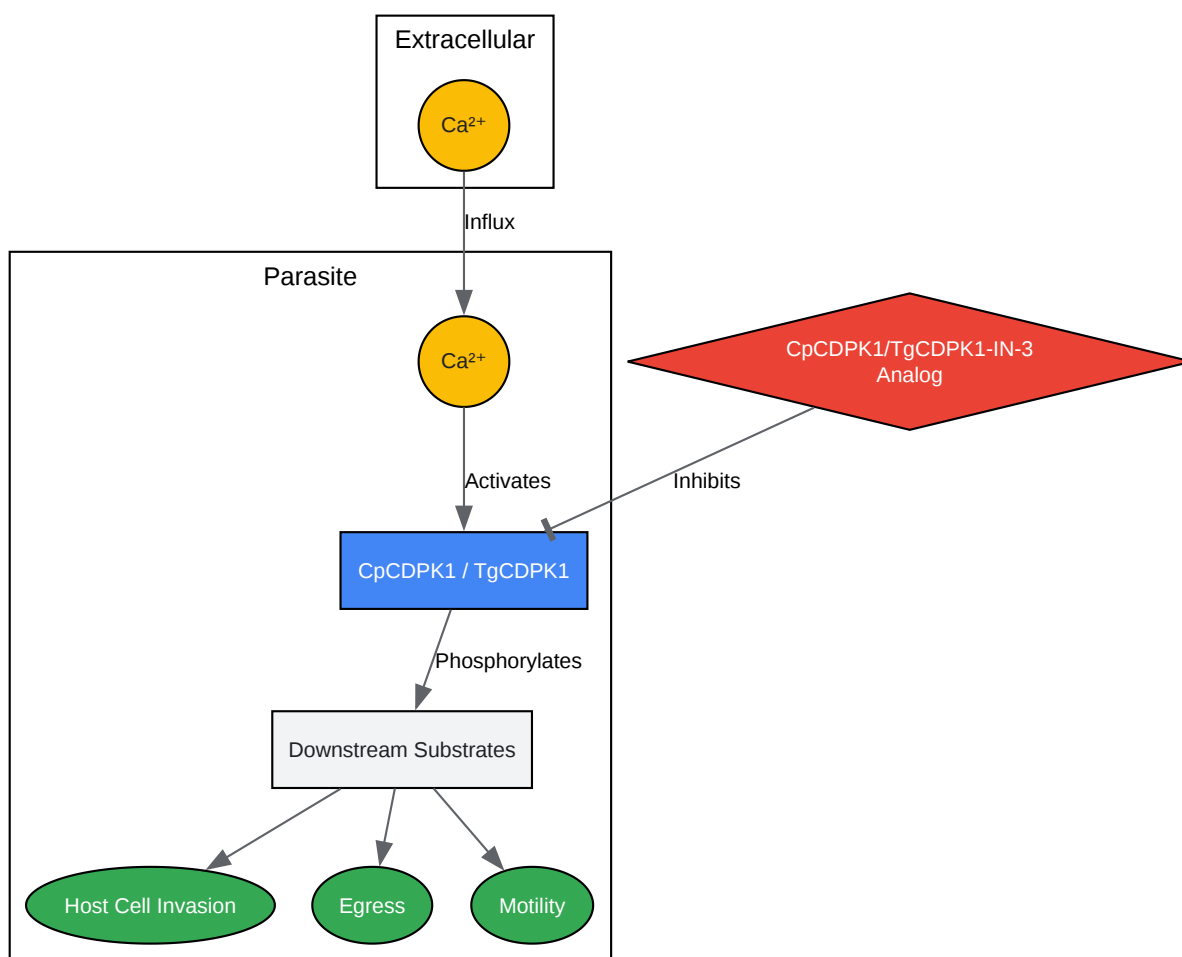 Extracellular
Ca²⁺
Influx
Parasite
Ca²⁺
CpCDPK1/TgCDPK1-IN-3
Analog
Activates
Inhibits
CpCDPK1 / TgCDPK1
Phosphorylates
Downstream Substrates
Host Cell Invasion
Egress
Motility